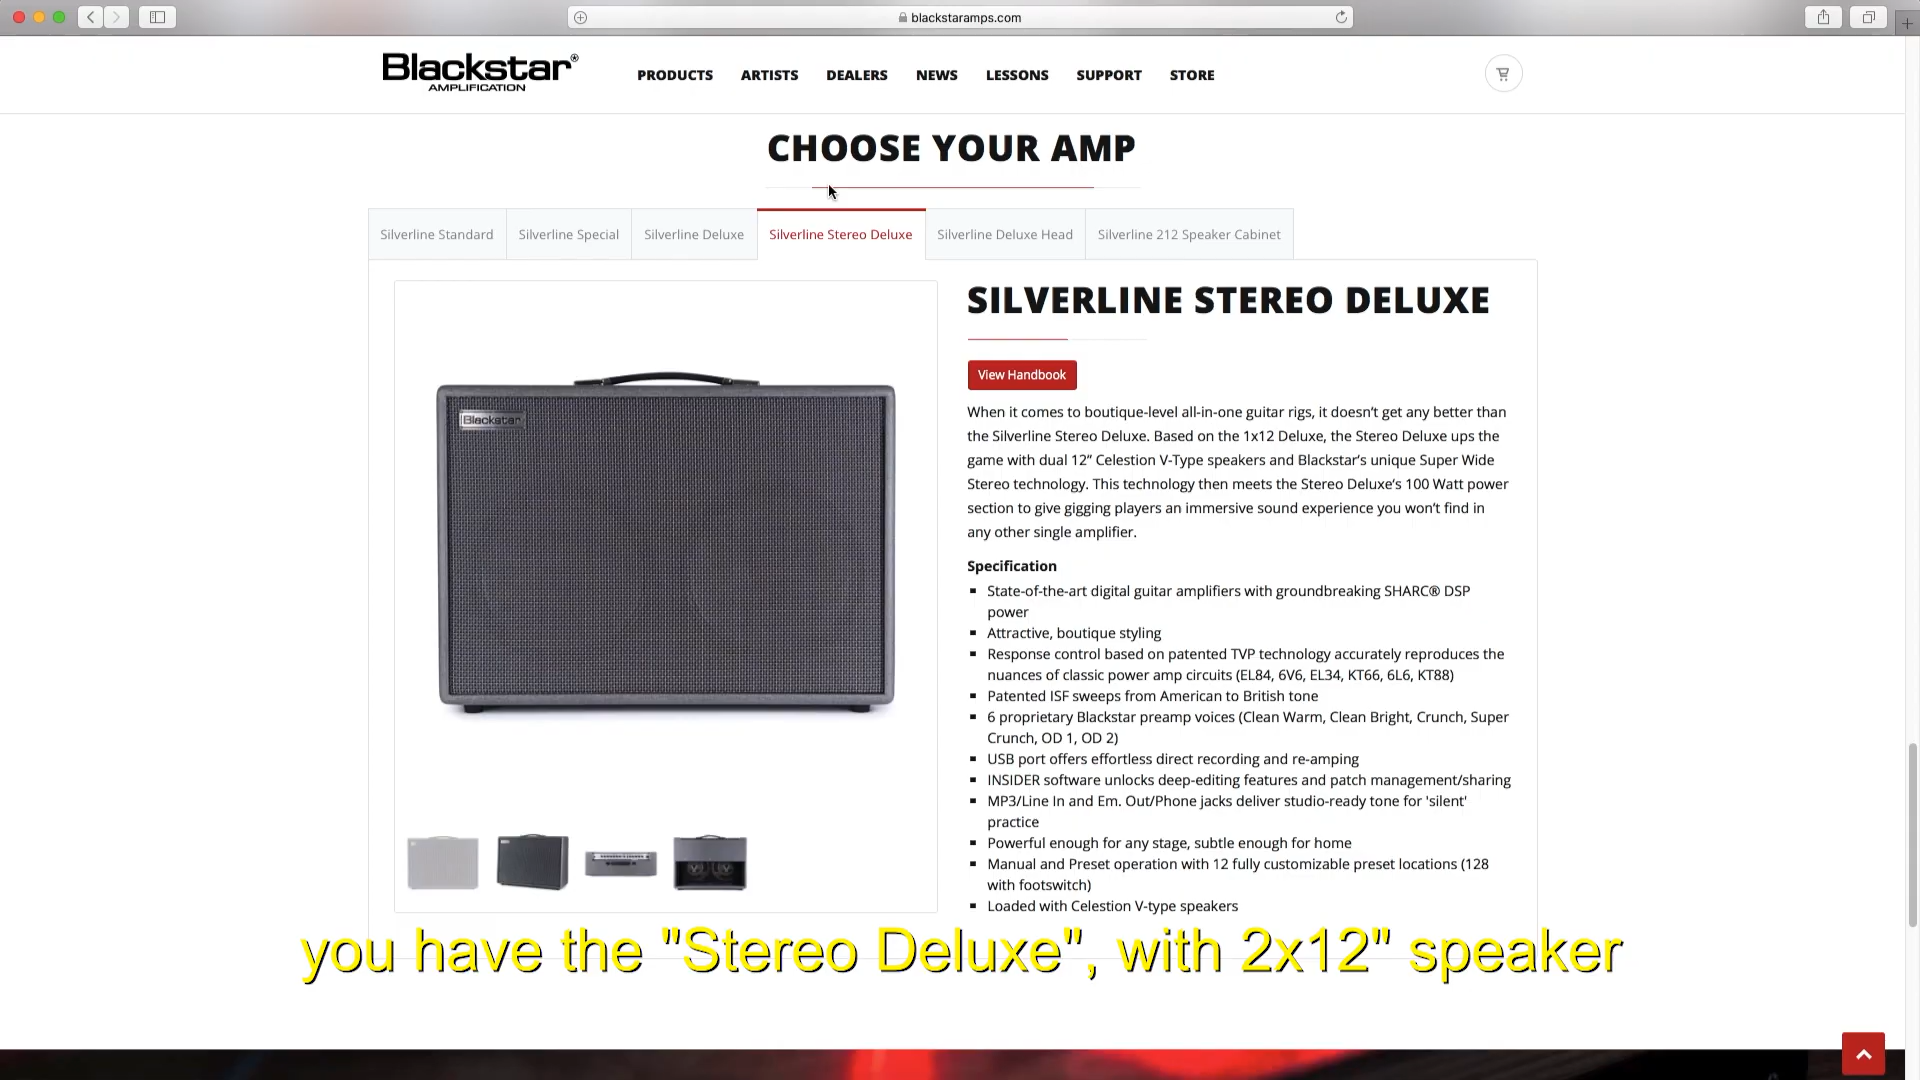 blackstaramps.com
Blackstar®
AMPLIFICATION
PRODUCTS ARTISTS DEALERS NEWS LESSONS SUPPORT STORE
CHOOSE YOUR AMP
Silverline Standard
Silverline Special
Silverline Deluxe
Silverline Stereo Deluxe
Silverline Deluxe Head
Silverline 212 Speaker Cabinet
Blackstar
SILVERLINE STEREO DELUXE
View Handbook
When it comes to boutique-level all-in-one guitar rigs, it doesn’t get any better than
the Silverline Stereo Deluxe. Based on the 1x12 Deluxe, the Stereo Deluxe ups the
game with dual 12” Celestion V-Type speakers and Blackstar’s unique Super Wide
Stereo technology. This technology then meets the Stereo Deluxe’s 100 Watt power
section to give gigging players an immersive sound experience you won’t find in
any other single amplifier.
Specification
State-of-the-art digital guitar amplifiers with groundbreaking SHARC® DSP
power
Attractive, boutique styling
Response control based on patented TVP technology accurately reproduces the
nuances of classic power amp circuits (EL84, 6V6, EL34, KT66, 6L6, KT88)
Patented ISF sweeps from American to British tone
6 proprietary Blackstar preamp voices (Clean Warm, Clean Bright, Crunch, Super
Crunch, OD 1, OD 2)
USB port offers effortless direct recording and re-amping
INSIDER software unlocks deep-editing features and patch management/sharing
MP3/Line In and Em. Out/Phone jacks deliver studio-ready tone for 'silent'
practice
Powerful enough for any stage, subtle enough for home
Manual and Preset operation with 12 fully customizable preset locations (128
with footswitch)
Loaded with Celestion V-type speakers
you have the "Stereo Deluxe", with 2x12" speaker